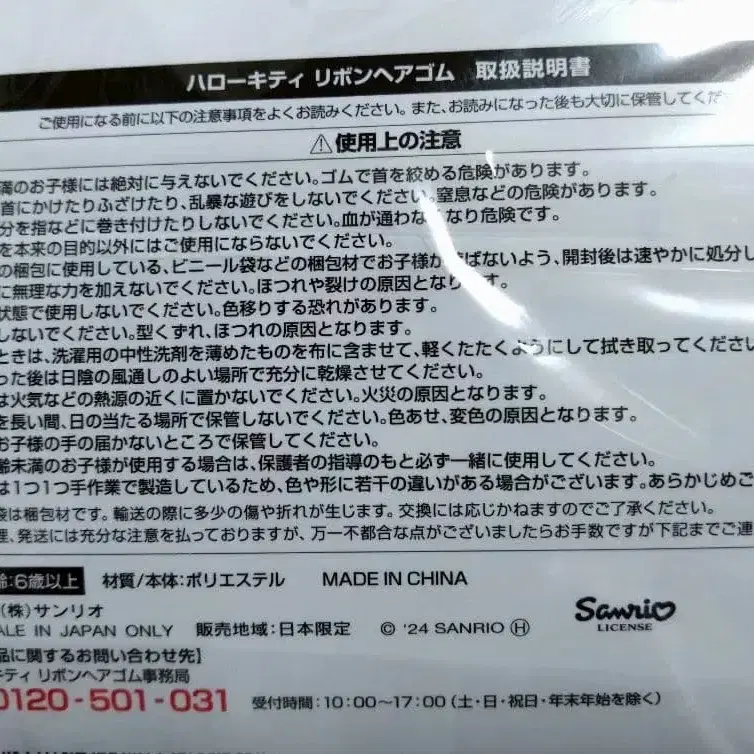 ハローキティ リボンヘアゴム 取扱説明書
ご使用になる前に以下の注意事項をよくお読みください。また、お読みになった後も大切に保管してくだ
⚠使用上の注意
満のお子様には絶対に与えないでください。ゴムで首を絞める危険があります。
首にかけたりふざけたり、乱暴な遊びをしないでください。窒息などの危険があります。
分を指などに巻き付けたりしないでください。血が通わなくなり危険です。
を本来の目的以外にはご使用にならないでください。
の梱包に使用している、ビニール袋などの梱包材でお子様が遊ばないよう、開封後は速やかに処分し
に無理な力を加えないでください。ほつれや裂けの原因となります。
状態で使用しないでください。色移りする恐れがあります。
しないでください。型くずれ、ほつれの原因となります。
ときは、洗濯用の中性洗剤を薄めたものを布に含ませて、軽くたたくようにして拭き取ってください
った後は日陰の風通しのよい場所で充分に乾燥させてください。
は火気などの熱源の近くに置かないでください。火災の原因となります。
を長い間、日の当たる場所で保管しないでください。色あせ、変色の原因となります。
お子様の手の届かないところで保管してください。
齢未満のお子様が使用する場合は、保護者の指導のもと必ず一緒に使用してください。
は1つ1つ手作業で製造しているため、色や形に若干の違いがある場合がございます。あらかじめご
袋は梱包材です。輸送の際に多少の傷や折れが生じます。交換には応じかねますのでご了承ください。
、発送には充分な注意を払っておりますが、万一不都合な点がございましたらお手数ですが下記までご連
齢:6歳以上 材質/本体:ポリエステル MADE IN CHINA
(株)サンリオ
ALE IN JAPAN ONLY 販売地域:日本限定 © '24 SANRIO Ⓗ
Sanrio
LICENSE
品に関するお問い合わせ先】
キティ リボンヘアゴム事務局
0120-501-031 受付時間:10:00~17:00(土・日・祝日・年末年始を除く)